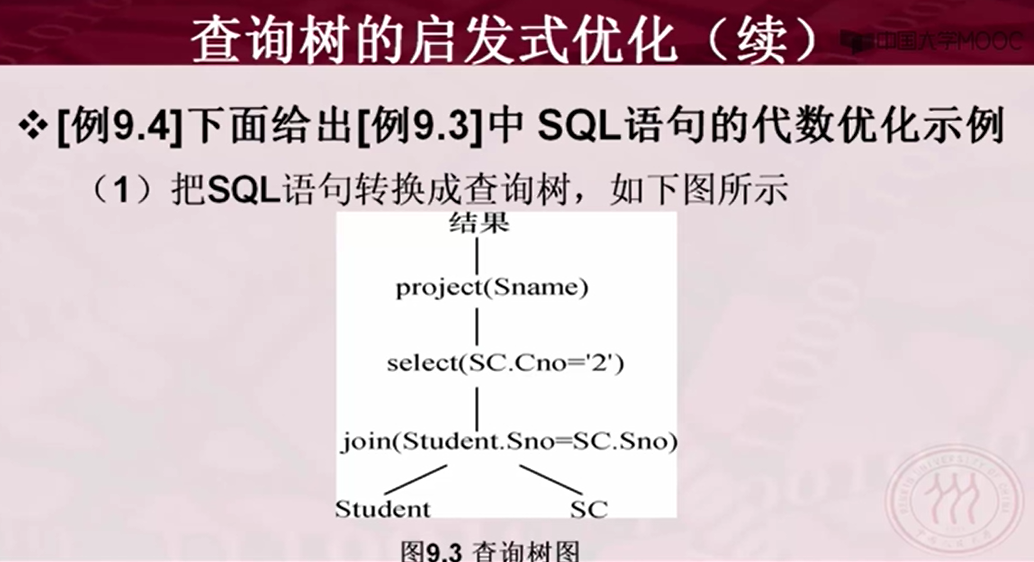 查询树的启发式优化（续）
中国大学MOOC
❖[例9.4]下面给出[例9.3]中 SQL语句的代数优化示例
（1）把SQL语句转换成查询树，如下图所示
结果
project(Sname)
select(SC.Cno='2')
join(Student.Sno=SC.Sno)
Student SC
图9.3 查询树图